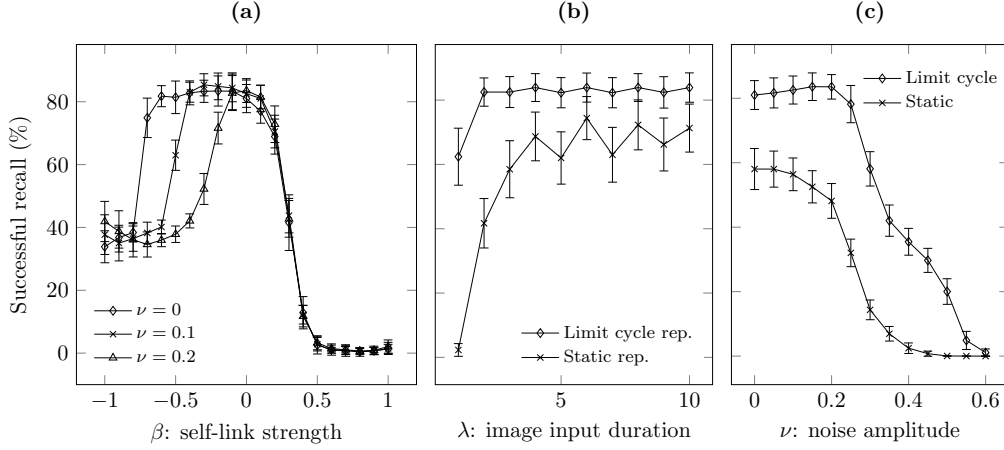 (a) (b) (c)
Successful recall (%)
80
60
40
20
0
ν = 0
ν = 0.1
ν = 0.2
Limit cycle rep.
Static rep.
Limit cycle
Static
−1 −0.5 0 0.5 1
5 10
0 0.2 0.4 0.6
β: self-link strength
λ: image input duration
ν: noise amplitude